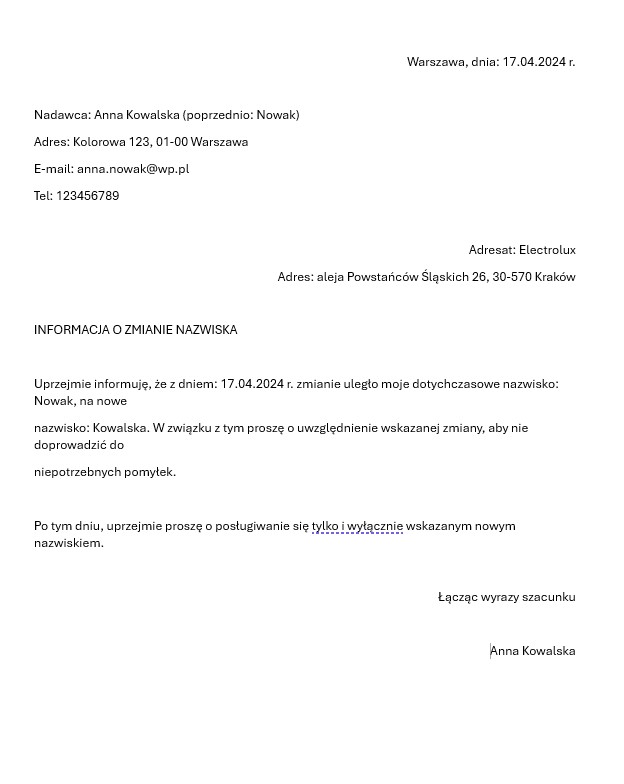 Warszawa, dnia: 17.04.2024 r.
Nadawca: Anna Kowalska (poprzednio: Nowak)
Adres: Kolorowa 123, 01-00 Warszawa
E-mail: anna.nowak@wp.pl
Tel: 123456789
Adresat: Electrolux
Adres: aleja Powstańców Śląskich 26, 30-570 Kraków
INFORMACJA O ZMIANIE NAZWISKA
Uprzejmie informuję, że z dniem: 17.04.2024 r. zmianie uległo moje dotychczasowe nazwisko:
Nowak, na nowe
nazwisko: Kowalska. W związku z tym proszę o uwzględnienie wskazanej zmiany, aby nie
doprowadzić do
niepotrzebnych pomyłek.
Po tym dniu, uprzejmie proszę o posługiwanie się tylko i wyłącznie wskazanym nowym
nazwiskiem.
Łącząc wyrazy szacunku
Anna Kowalska